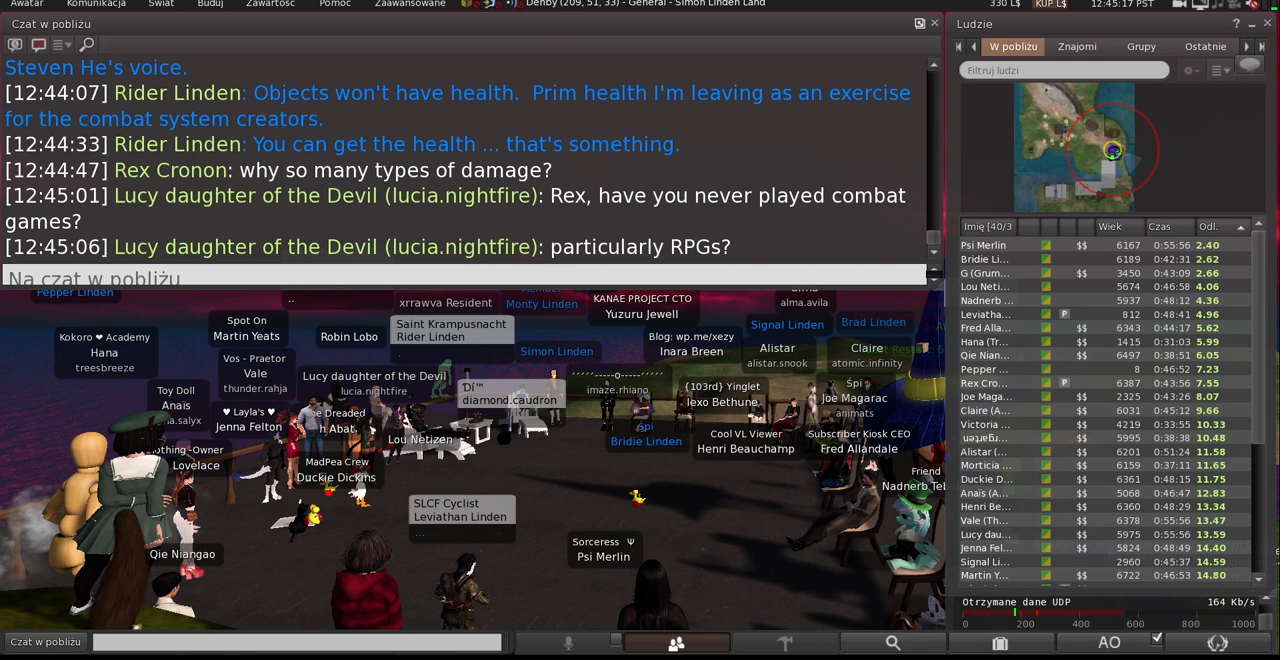 Awatar Komunikacja Świat Buduj Zawartość Pomoc Zaawansowane Denby (209, 51, 33) - General - Simon Linden Land 330 L$ KUP L$ 12:45:17 PST
Czat w pobliżu
Steven He's voice.
[12:44:07] Rider Linden: Objects won't have health. Prim health I'm leaving as an exercise
for the combat system creators.
[12:44:33] Rider Linden: You can get the health ... that's something.
[12:44:47] Rex Cronon: why so many types of damage?
[12:45:01] Lucy daughter of the Devil (lucia.nightfire): Rex, have you never played combat
games?
[12:45:06] Lucy daughter of the Devil (lucia.nightfire): particularly RPGs?
Na czat w pobliżu
Pepper Linden
..
xrrawva Resident
Monty Linden
KANAE PROJECT CTO
Yuzuru Jewell
alma.avila
Kokoro ❤ Academy
Hana
treesbreeze
Spot On
Martin Yeats
Robin Lobo
Saint Krampusnacht
Rider Linden
.
Simon Linden
Blog: wp.me/xezy
Inara Breen
Signal Linden
Brad Linden
Alistar
alistar.snook
Claire
atomic.infinity
Vos - Praetor
Vale
thunder.rahja
Lucy daughter of the Devil
lucia.nightfire
Ɗí™
diamond.caudron
imaze.rhiano
{103rd} Yinglet
Iexo Bethune
Śpi
Joe Magarac
animats
Toy Doll
Anaïs
♥ Layla's ♥
Jenna Felton
Lou Netizen
Śpi
Bridie Linden
Cool VL Viewer
Henri Beauchamp
Subscriber Kiosk CEO
Fred Allandale
Lovelace
MadPea Crew
Duckie Dickins
Friend
SLCF Cyclist
Leviathan Linden
...
Qie Niangao
Sorceress Ψ
Psi Merlin
Czat w pobliżu
Ludzie
W pobliżu Znajomi Grupy Ostatnie
Filtruj ludzi
Imię [40/3 Wiek Czas Odl.
Psi Merlin $$ 6167 0:55:56 2.40
Bridie Li... 6189 0:42:31 2.62
G (Grum... $$ 3450 0:43:09 2.66
Lou Neti... 5674 0:46:58 4.06
Nadnerb ... 5937 0:48:12 4.36
Leviatha... P 812 0:48:41 4.96
Fred Alla... $$ 6343 0:44:17 5.62
Hana (Tr... $$ 1415 0:31:03 5.99
Qie Nian... $$ 6497 0:38:51 6.05
Pepper ... 8 0:46:52 7.23
Rex Cro... P 6387 0:43:56 7.55
Joe Maga... $$ 2325 0:43:26 8.07
Claire (A... $$ 6031 0:45:12 9.66
Victoria ... $$ 4219 0:33:55 10.33
$$ 5995 0:38:38 10.48
Alistar (... $$ 6201 0:51:24 11.58
Morticia ... $$ 6159 0:37:11 11.65
Duckie D... $$ 6361 0:48:15 11.75
Anaïs (A... $$ 5068 0:46:47 12.83
Henri Be... $$ 6360 0:48:29 13.34
Vale (Th... $$ 6378 0:55:56 13.47
Lucy dau... $$ 5975 0:55:56 13.59
Jenna Fel... $$ 5824 0:48:49 14.40
Signal Li... 2960 0:45:37 14.59
Martin Y... $$ 6722 0:46:53 14.80
Otrzymane dane UDP 164 Kb/s
0 200 400 600 800 1000
AO